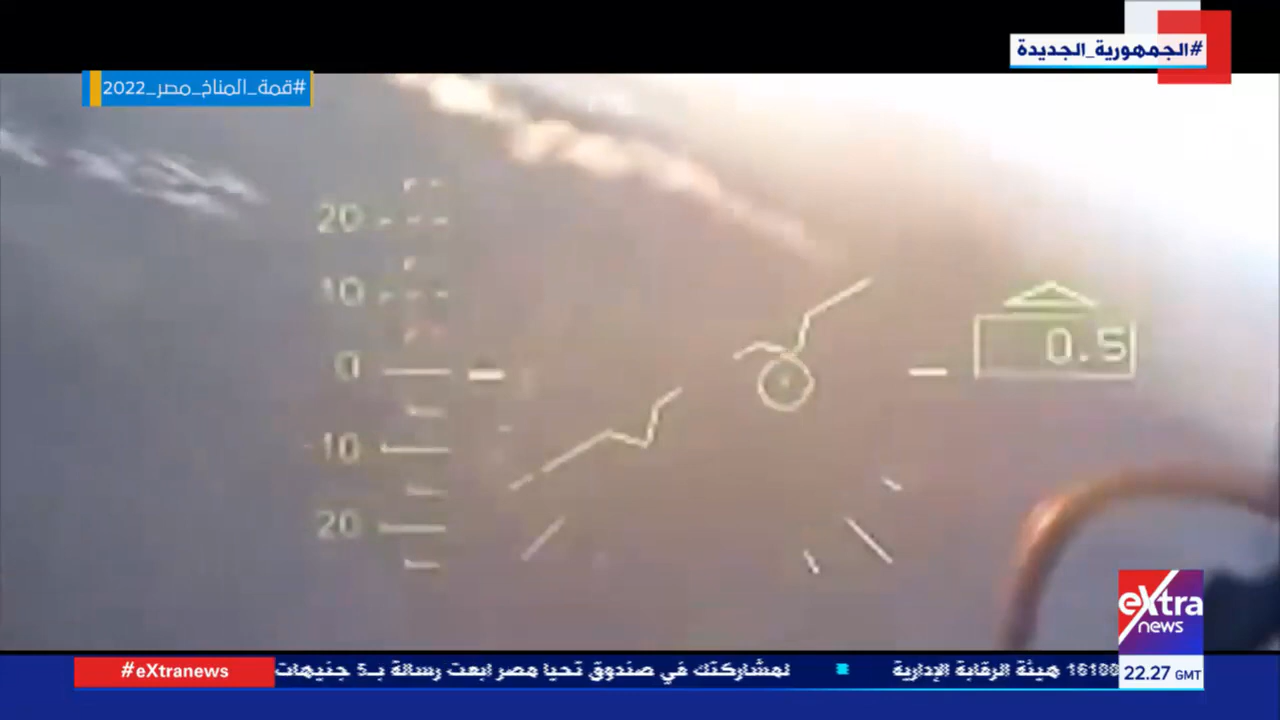 #الجمهورية_الجديدة
#قمة_المناخ_مصر_2022
20
10
0
10
20
0.5
eXtra
news
22.27 GMT
#eXtranews
16100 هيئة الرقابة الإدارية
لمشاركتك في صندوق تحيا مصر ابعت رسالة بـ5 جنيهات